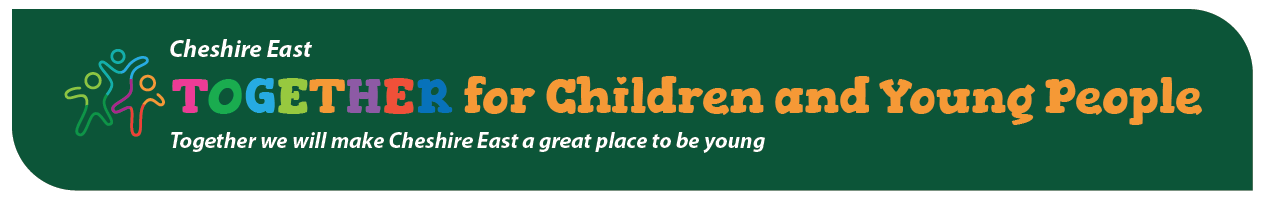 Cheshire East
TOGETHER for Children and Young People
Together we will make Cheshire East a great place to be young